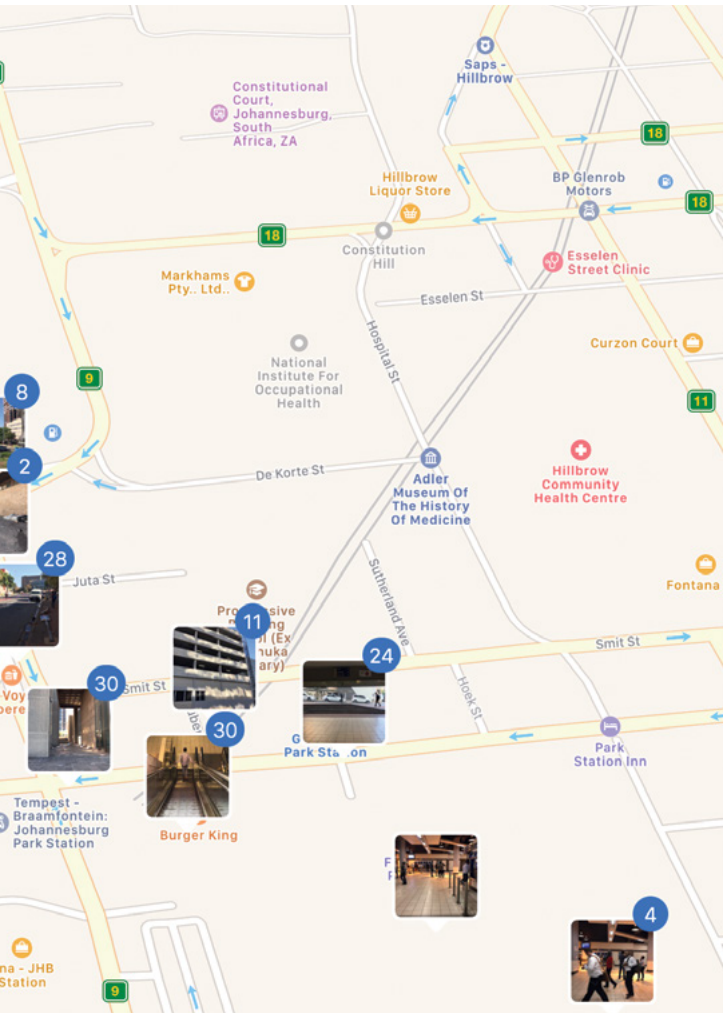 Saps -
Hillbrow
Constitutional
Court,
Johannesburg,
South
Africa, ZA
18
Hillbrow
Liquor Store
BP Glenrob
Motors
18
18
Constitution
Hill
Esselen
Street Clinic
Markhams
Pty.. Ltd..
Esselen St
Hospital St
National
Institute For
Occupational
Health
Curzon Court
9
8
11
2
De Korte St
Adler
Museum Of
The History
Of Medicine
Hillbrow
Community
Health Centre
28
Juta St
Sutherland Ave
Fontana
11
24
Smit St
30
Smit St
Hoek St
30
Park
Station Inn
Tempest -
Braamfontein:
Johannesburg
Park Station
Burger King
4
na - JHB
Station
9